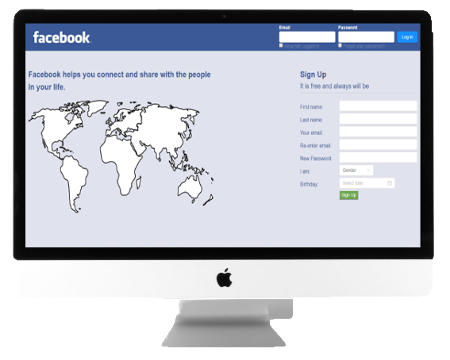 facebook
Email
Password
Log in
Facebook helps you connect and share with the people
in your life.
Sign Up
It is free and always will be
First name:
Last name:
Your email:
Re-enter email:
New Password:
I am:
Gender
Birthday:
Select date
Sign Up